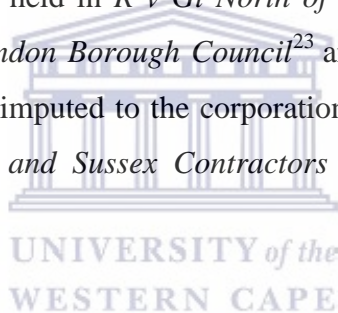 held in R v Gt North of
ndon Borough Council23 a
imputed to the corporation
and Sussex Contractors
UNIVERSITY of the
WESTERN CAPE